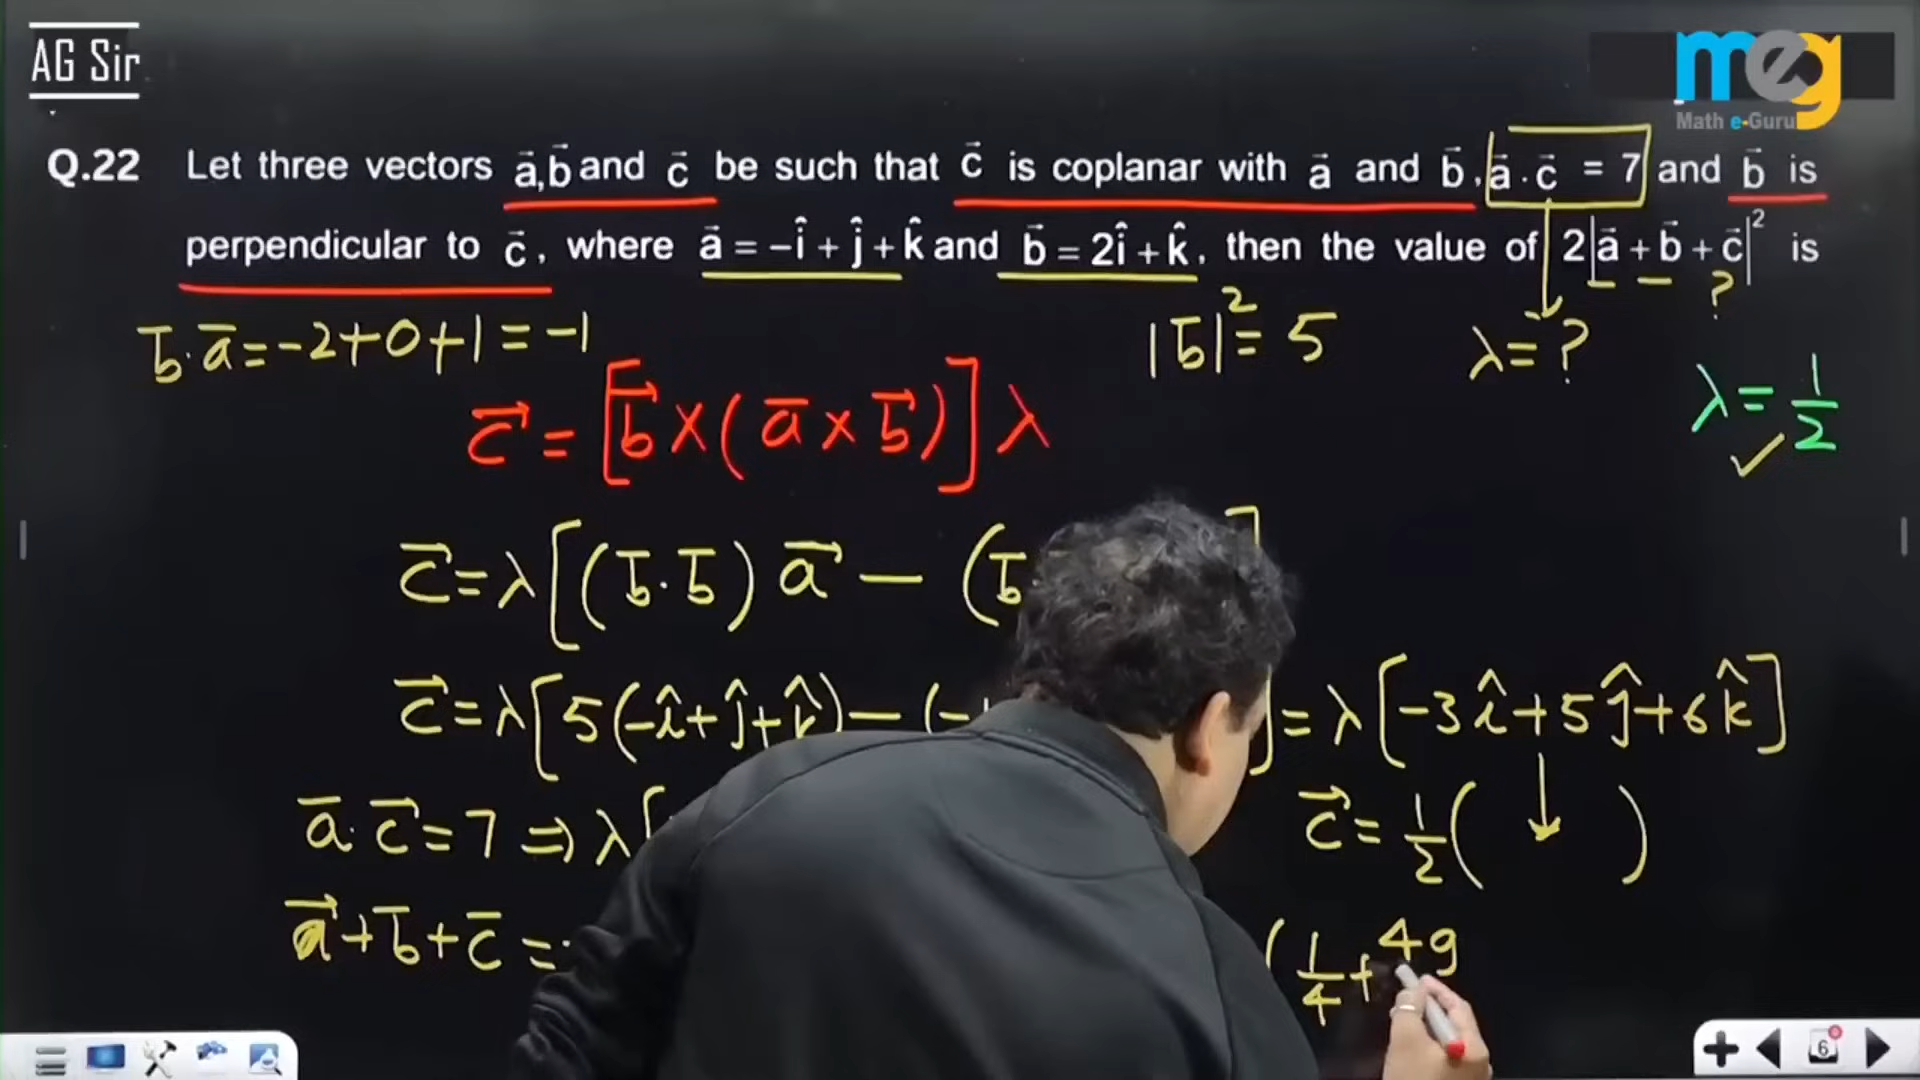 AG Sir
meg
Math e-Guru
Q.22 Let three vectors a⃗, b⃗ and c⃗ be such that c⃗ is coplanar with a⃗ and b⃗, a⃗ . c⃗ = 7 and b⃗ is
perpendicular to c⃗, where a⃗ = -î + ĵ + k̂ and b⃗ = 2î + k̂, then the value of 2|a⃗ + b⃗ + c⃗|² is
?
b̄.ā = -2+0+1 = -1
|b̄|² = 5
λ = ?
λ = 1/2 ✓
c⃗ = [b⃗ × (ā × b⃗)] λ
c⃗ = λ[(b̄.b̄) a⃗ - (b̄. ]
c⃗ = λ[5(-î+ĵ+k̂) - (-1 ] = λ[-3î+5ĵ+6k̂]
ā.c⃗ = 7 ⇒ λ[
c⃗ = 1/2 ( )
a⃗+b̄+c̄ =
(1/4 + 49
6